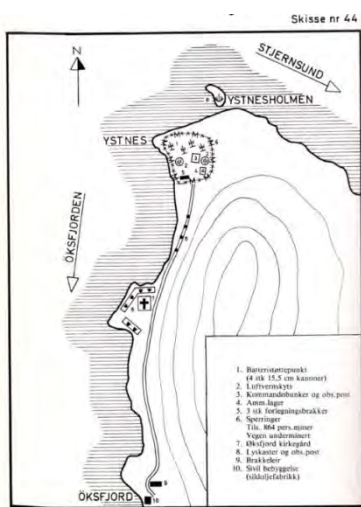 Skisse nr 44
N
STJERNSUND
YSTNESHOLMEN
YSTNES
ÖKSFJORDEN
ÖKSFJORD
1. Batteristøttepunkt
(4 stk 15,5 cm kanoner)
2. Luftvernskyts
3. Kommandobunker og obs.post
4. Amm.lager
5. 3 stk forlegningsbrakker
6. Sperringer
Tils. 864 pers.miner
Vegen underminert
7. Øksfjord kirkegård
8. Lyskaster og obs.post
9. Brakkeleir
10. Sivil bebyggelse
(sildoljefabrikk)